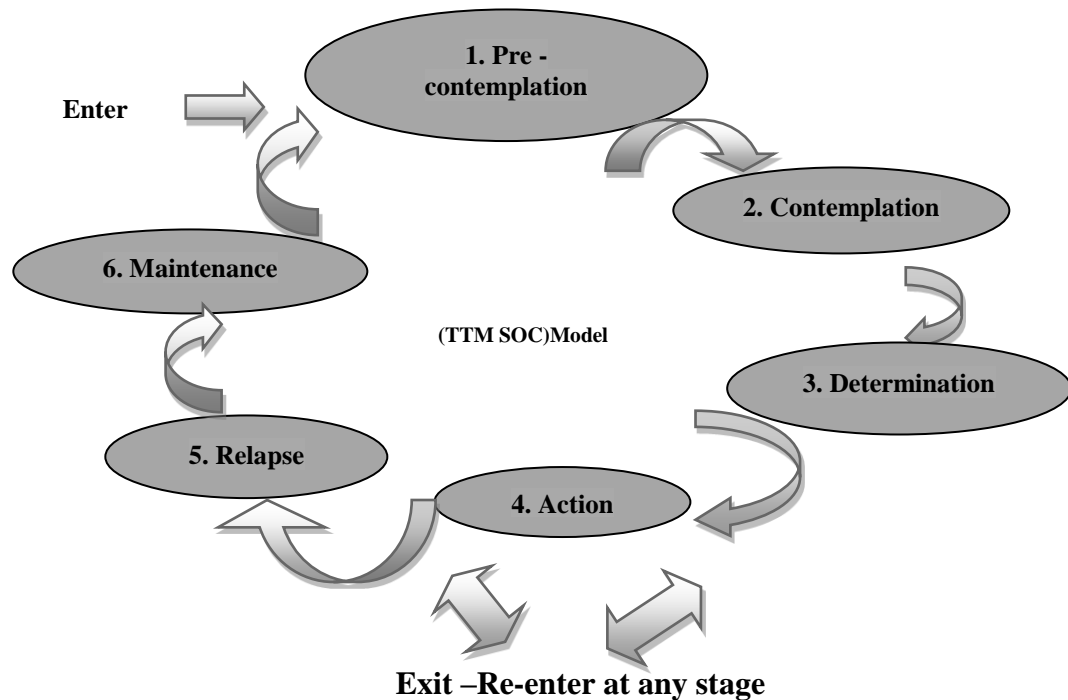 1. Pre -
contemplation
Enter
2. Contemplation
6. Maintenance
(TTM SOC)Model
3. Determination
5. Relapse
4. Action
Exit –Re-enter at any stage